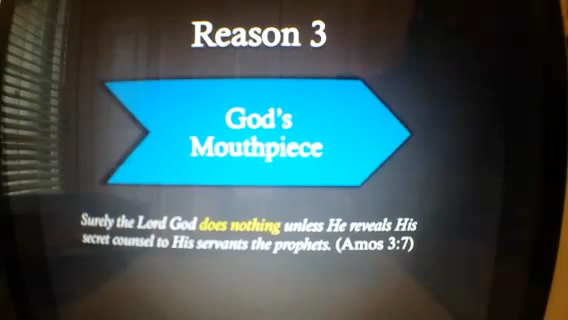 Reason 3
God's
Mouthpiece
Surely the Lord God does nothing unless He reveals His
secret counsel to His servants the prophets. (Amos 3:7)